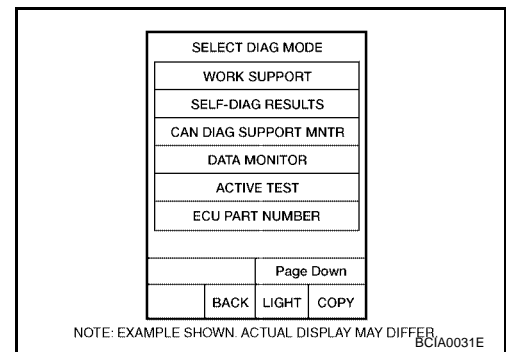 SELECT DIAG MODE
WORK SUPPORT
SELF-DIAG RESULTS
CAN DIAG SUPPORT MNTR
DATA MONITOR
ACTIVE TEST
ECU PART NUMBER
Page Down
BACK LIGHT COPY
NOTE: EXAMPLE SHOWN. ACTUAL DISPLAY MAY DIFFER.
BCIA0031E